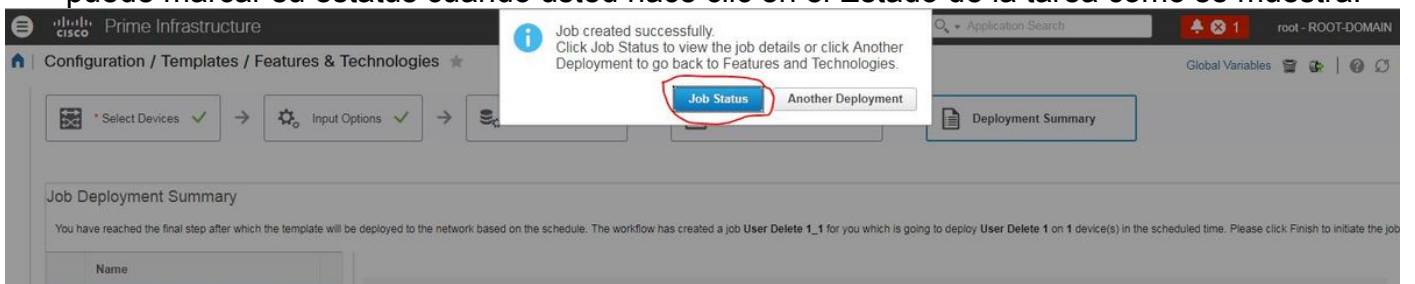 puede marcar su estatus cuando usted hace clic en el Estado de la tarea como se muestra.
cisco Prime Infrastructure
Job created successfully.
Click Job Status to view the job details or click Another
Deployment to go back to Features and Technologies.
Job Status Another Deployment
Application Search
1
root - ROOT-DOMAIN
Configuration / Templates / Features & Technologies
Global Variables
* Select Devices
Input Options
Deployment Summary
Job Deployment Summary
You have reached the final step after which the template will be deployed to the network based on the schedule. The workflow has created a job User Delete 1_1 for you which is going to deploy User Delete 1 on 1 device(s) in the scheduled time. Please click Finish to initiate the job
Name